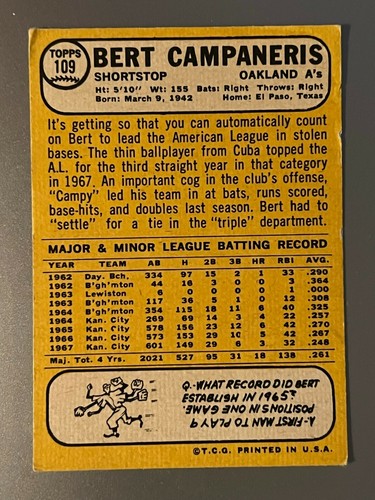 TOPPS
109
BERT CAMPANERIS
SHORTSTOP OAKLAND A's
Ht: 5'10" Wt: 155 Bats: Right Throws: Right
Born: March 9, 1942 Home: El Paso, Texas
It's getting so that you can automatically count
on Bert to lead the American League in stolen
bases. The thin ballplayer from Cuba topped the
A.L. for the third straight year in that category
in 1967. An important cog in the club's offense,
"Campy" led his team in at bats, runs scored,
base-hits, and doubles last season. Bert had to
"settle" for a tie in the "triple" department.
MAJOR & MINOR LEAGUE BATTING RECORD
YEAR TEAM AB H 2B 3B HR RBI AVG.
1962 Day. Bch. 334 97 15 2 1 33 .290
1962 B'gh'mton 44 16 3 0 0 3 .364
1963 Lewiston 6 0 0 0 0 1 .000
1963 B'gh'mton 117 36 5 1 0 12 .308
1964 B'gh'mton 354 115 18 11 6 40 .325
1964 Kan. City 269 69 14 3 4 22 .257
1965 Kan. City 578 156 23 12 6 42 .270
1966 Kan. City 573 153 29 10 5 42 .267
1967 Kan. City 601 149 29 6 3 32 .248
Maj. Tot. 4 Yrs. 2021 527 95 31 18 138 .261
Q-WHAT RECORD DID BERT
ESTABLISH IN 1965?
A-FIRST MAN TO PLAY 9
POSITIONS IN ONE GAME.
©T.C.G. PRINTED IN U.S.A.